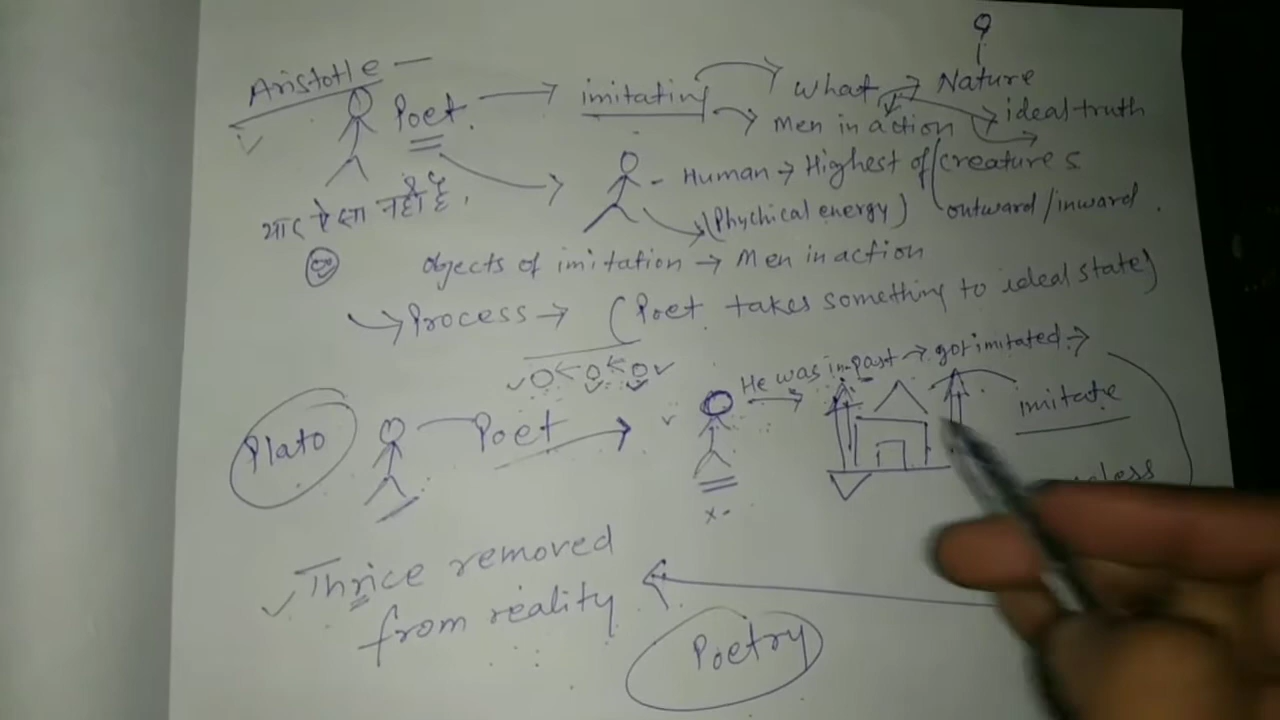 Aristotle —
Poet. → imitating → What → Nature
→ Men in action → ideal truth
- Human → Highest of creatures
(Phychical energy) outward / inward .
ऐसा नहीं है,
objects of imitation → Men in action
→ Process → (Poet takes something to ideal state)
He was in past → got imitated →
Plato Poet → imitate
x-
Thrice removed
from reality
Poetry